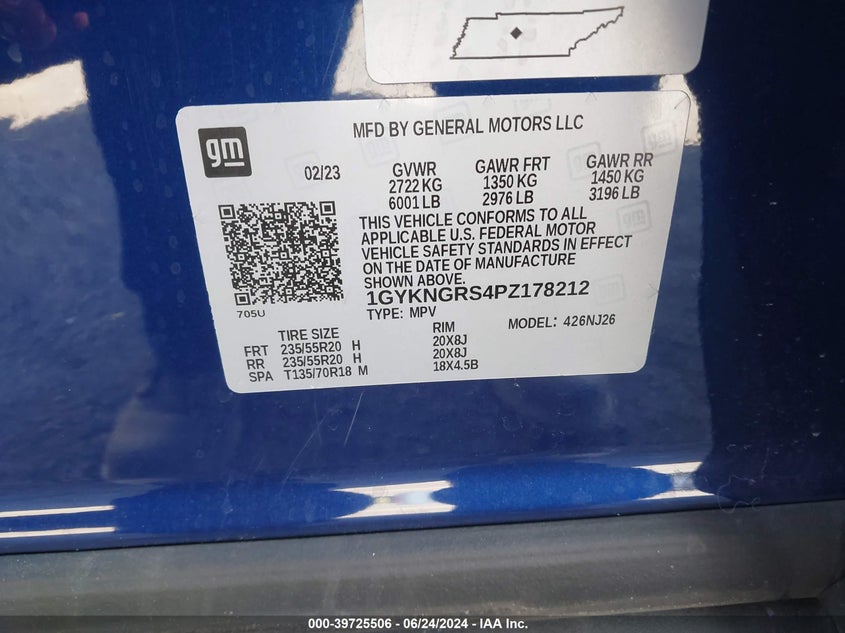 gm
MFD BY GENERAL MOTORS LLC
02/23
GVWR
2722 KG
6001 LB
GAWR FRT
1350 KG
2976 LB
GAWR RR
1450 KG
3196 LB
THIS VEHICLE CONFORMS TO ALL
APPLICABLE U.S. FEDERAL MOTOR
VEHICLE SAFETY STANDARDS IN EFFECT
ON THE DATE OF MANUFACTURE
SHOWN ABOVE.
1GYKNGRS4PZ178212
705U
TYPE: MPV
MODEL: 426NJ26
TIRE SIZE
RIM
FRT 235/55R20 H 20X8J
RR 235/55R20 H 20X8J
SPA T135/70R18 M 18X4.5B
000-39725506 / 06/24/2024 / IAA Inc.